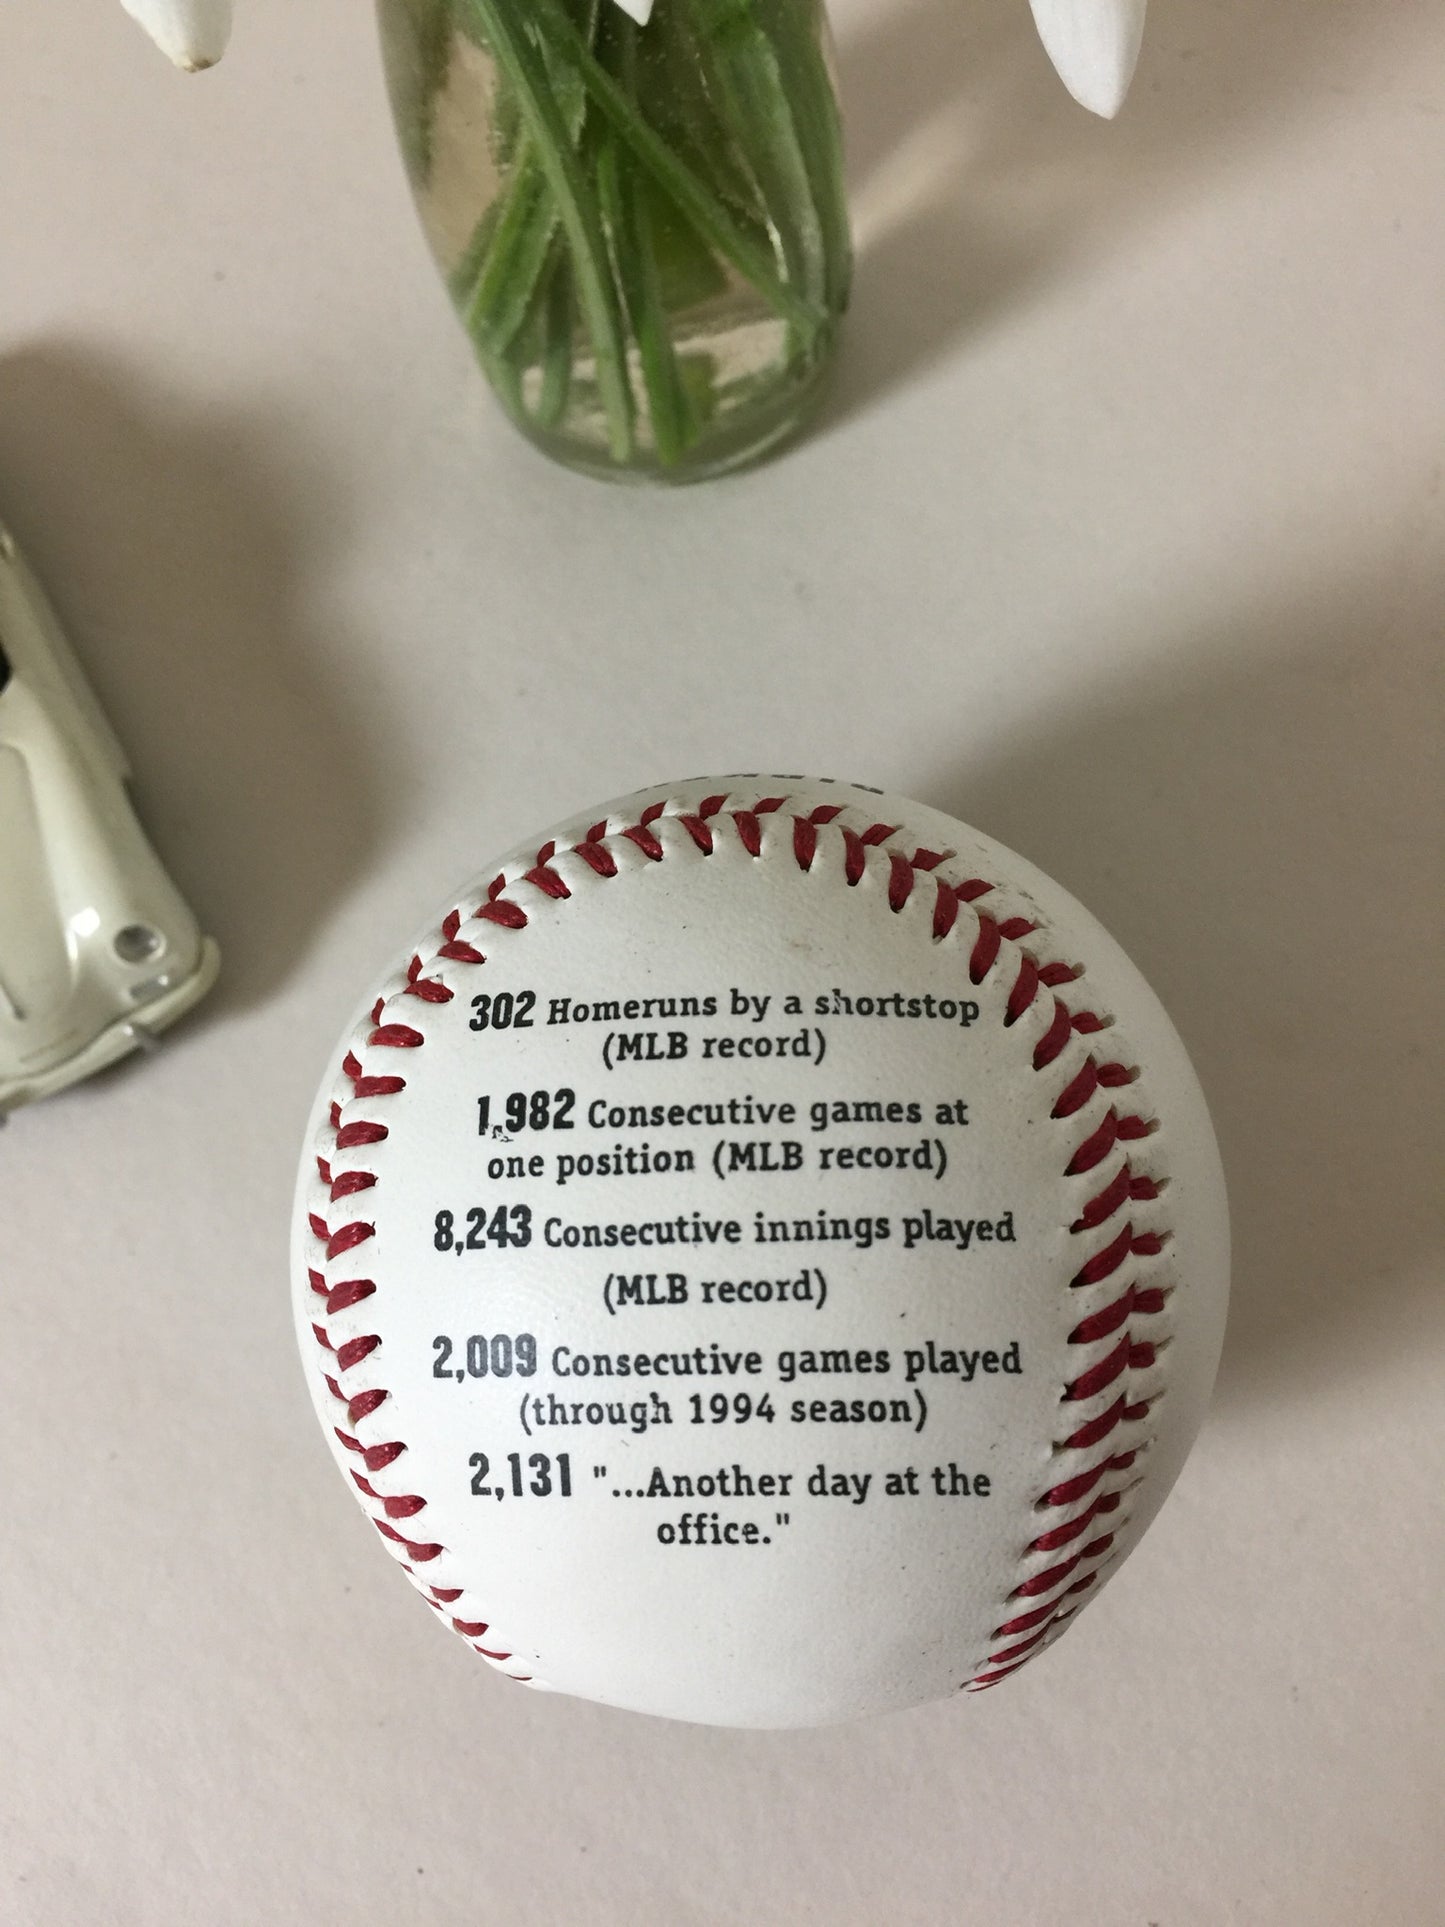 302 Homeruns by a shortstop
(MLB record)
1,982 Consecutive games at
one position (MLB record)
8,243 Consecutive innings played
(MLB record)
2,009 Consecutive games played
(through 1994 season)
2,131 "...Another day at the
office."